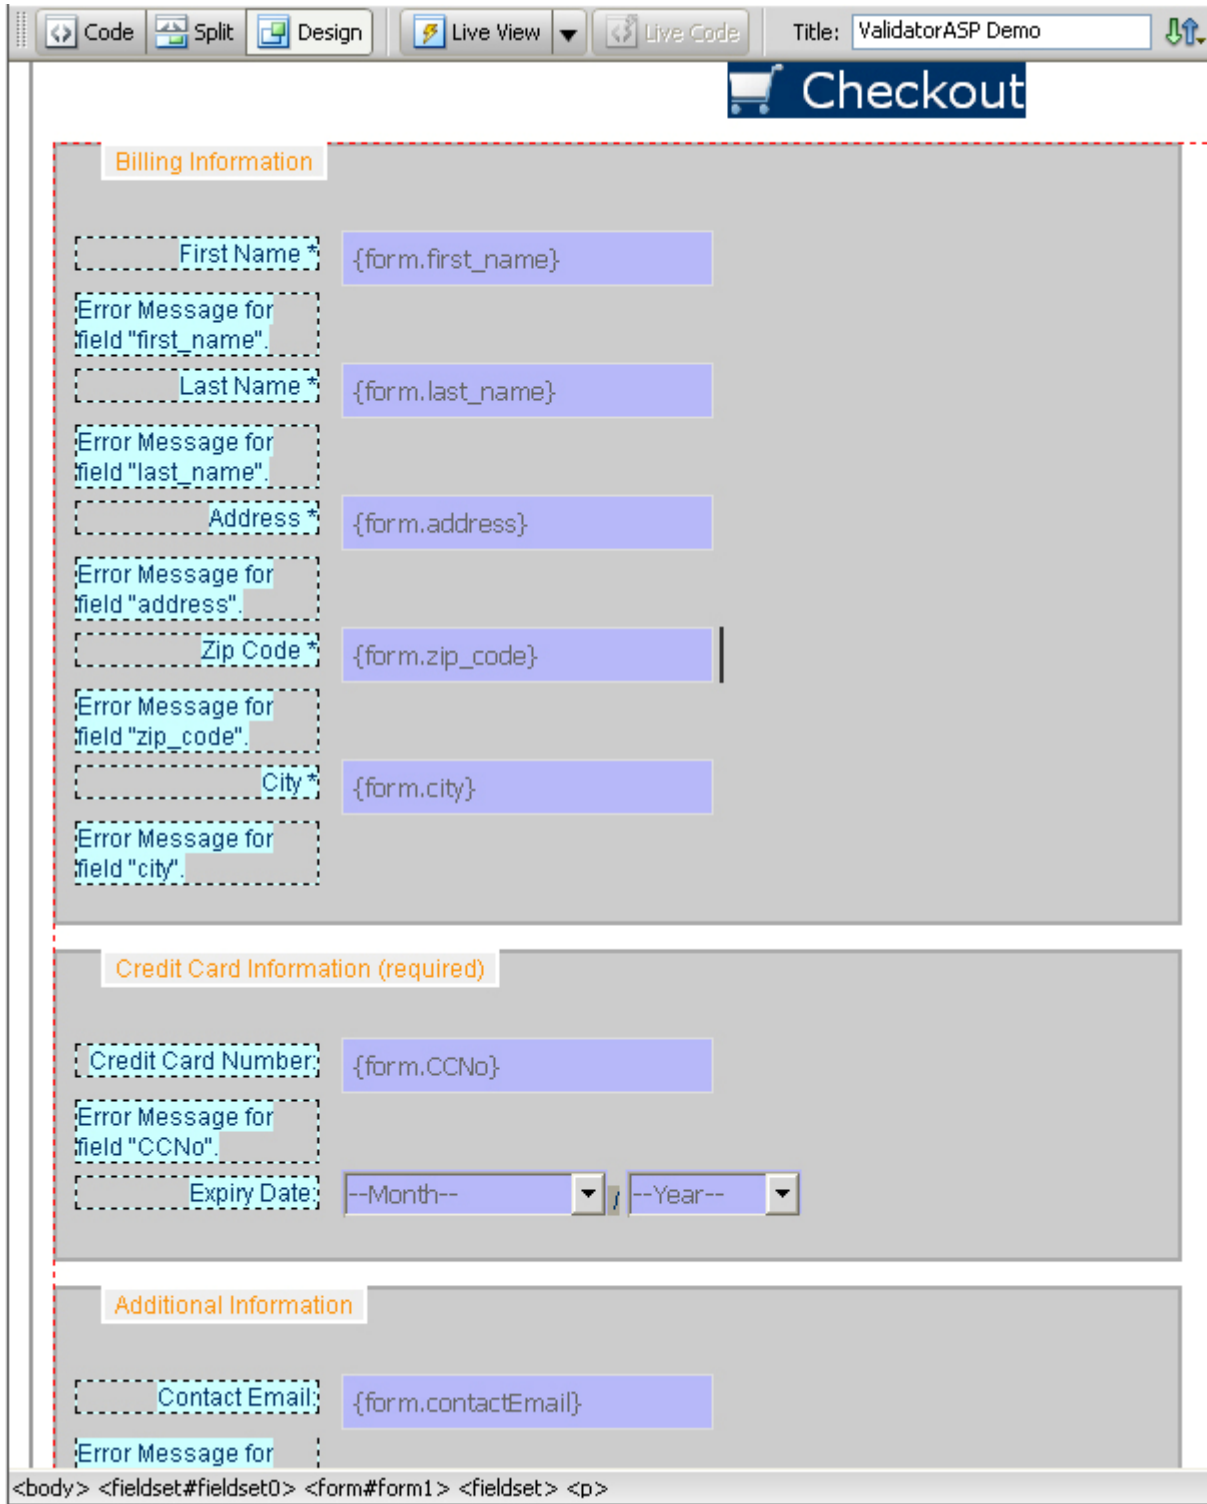 Code Split Design Live View Live Code Title: ValidatorASP Demo
Checkout
Billing Information
First Name * {form.first_name}
Error Message for
field "first_name".
Last Name * {form.last_name}
Error Message for
field "last_name".
Address * {form.address}
Error Message for
field "address".
Zip Code * {form.zip_code}
Error Message for
field "zip_code".
City * {form.city}
Error Message for
field "city".
Credit Card Information (required)
Credit Card Number: {form.CCNo}
Error Message for
field "CCNo".
Expiry Date: --Month-- / --Year--
Additional Information
Contact Email: {form.contactEmail}
Error Message for
<body> <fieldset#fieldset0> <form#form1> <fieldset> <p>